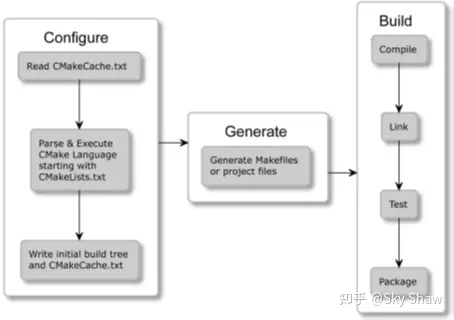 Configure
Read CMakeCache.txt
Parse & Execute
CMake Language
starting with
CMakeLists.txt
Write initial build tree
and CMakeCache.txt
Generate
Generate Makefiles
or project files
Build
Compile
Link
Test
Package
知乎 @Sky Shaw